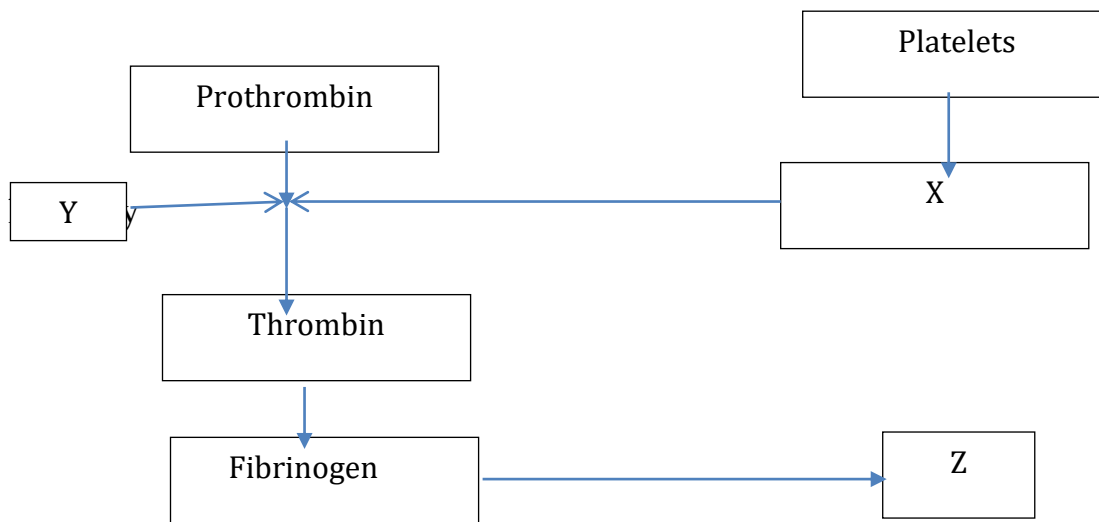 Platelets
Prothrombin
X
Y
y
Thrombin
Fibrinogen
Z